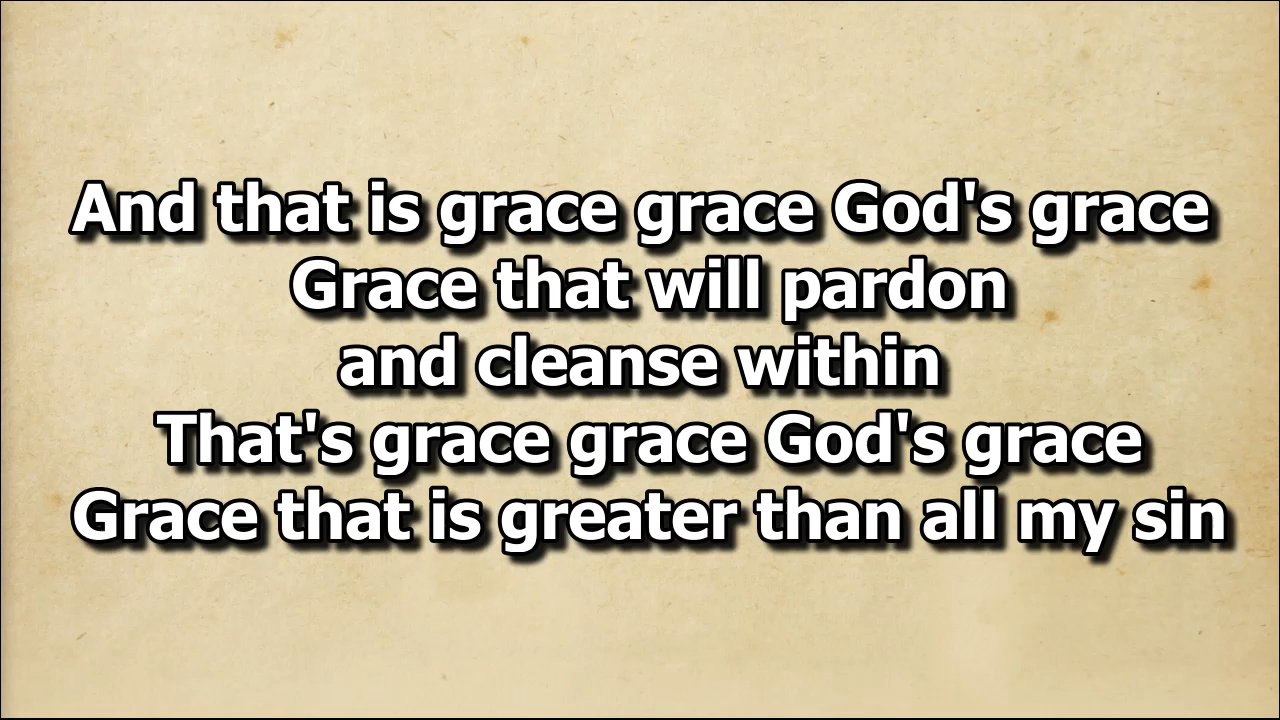 And that is grace grace God's grace
Grace that will pardon
and cleanse within
That's grace grace God's grace
Grace that is greater than all my sin